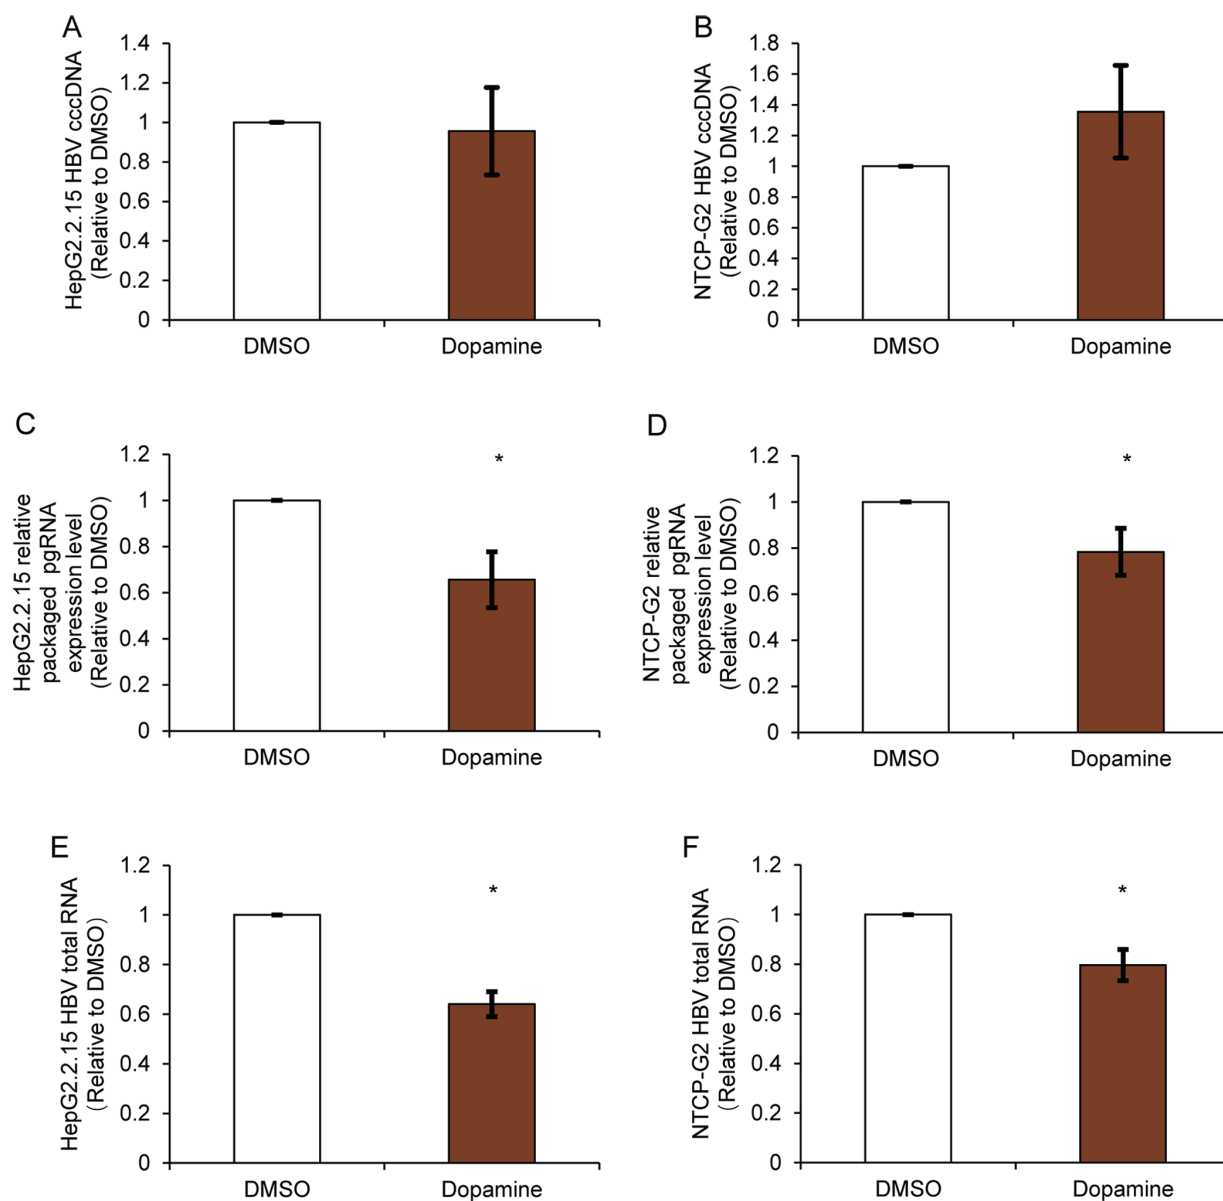 A
HepG2.2.15 HBV cccDNA
(Relative to DMSO)
1.4
1.2
1
0.8
0.6
0.4
0.2
0
DMSO
Dopamine
B
NTCP-G2 HBV cccDNA
(Relative to DMSO)
1.8
1.6
1.4
1.2
1
0.8
0.6
0.4
0.2
0
DMSO
Dopamine
C
HepG2.2.15 relative
packaged pgRNA
expression level
(Relative to DMSO)
1.2
1
0.8
0.6
0.4
0.2
0
*
DMSO
Dopamine
D
NTCP-G2 relative
packaged pgRNA
expression level
(Relative to DMSO)
1.2
1
0.8
0.6
0.4
0.2
0
*
DMSO
Dopamine
E
HepG2.2.15 HBV total RNA
(Relative to DMSO)
1.2
1
0.8
0.6
0.4
0.2
0
*
DMSO
Dopamine
F
NTCP-G2 HBV total RNA
(Relative to DMSO)
1.2
1
0.8
0.6
0.4
0.2
0
*
DMSO
Dopamine